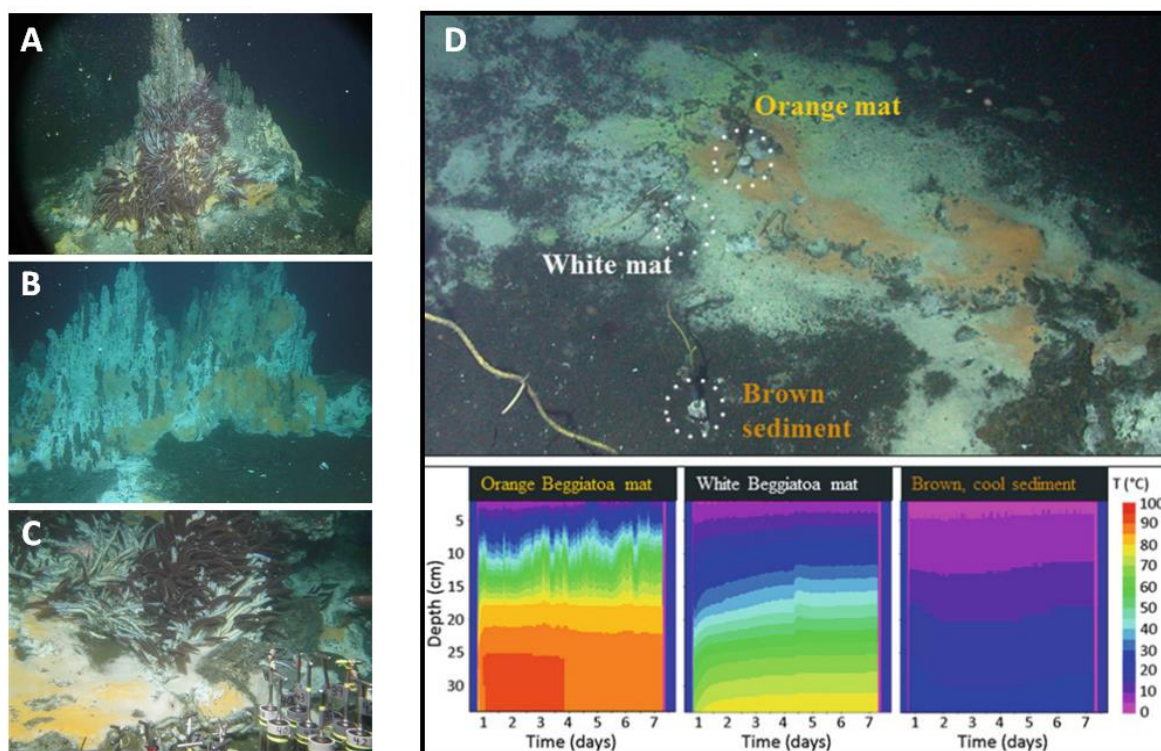 A
B
C
D
Orange mat
White mat
Brown
sediment
Orange Beggiatoa mat
White Beggiatoa mat
Brown, cool sediment
T (°C)
100
90
80
70
60
50
40
30
20
10
0
Depth (cm)
5
10
15
20
25
30
1 2 3 4 5 6 7
Time (days)
1 2 3 4 5 6 7
Time (days)
1 2 3 4 5 6 7
Time (days)